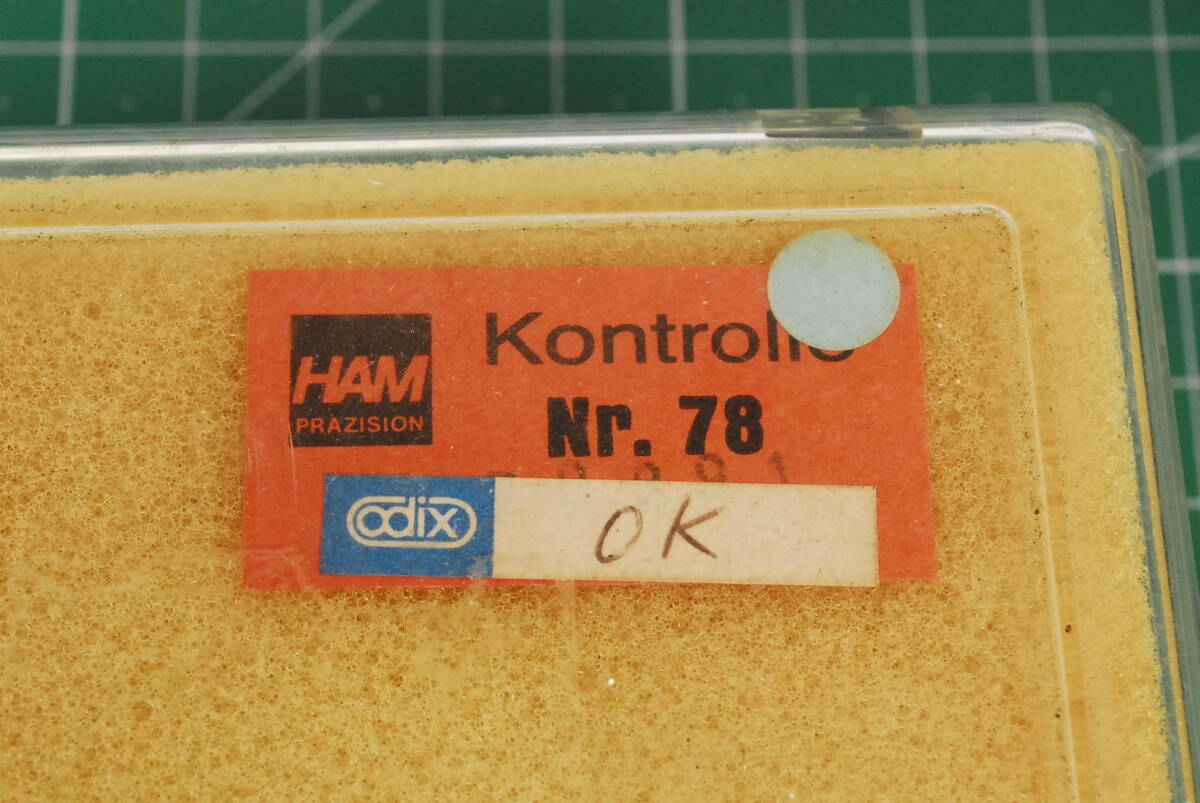 Kontrolle
HAM
PRÄZISION
Nr. 78
odix
OK